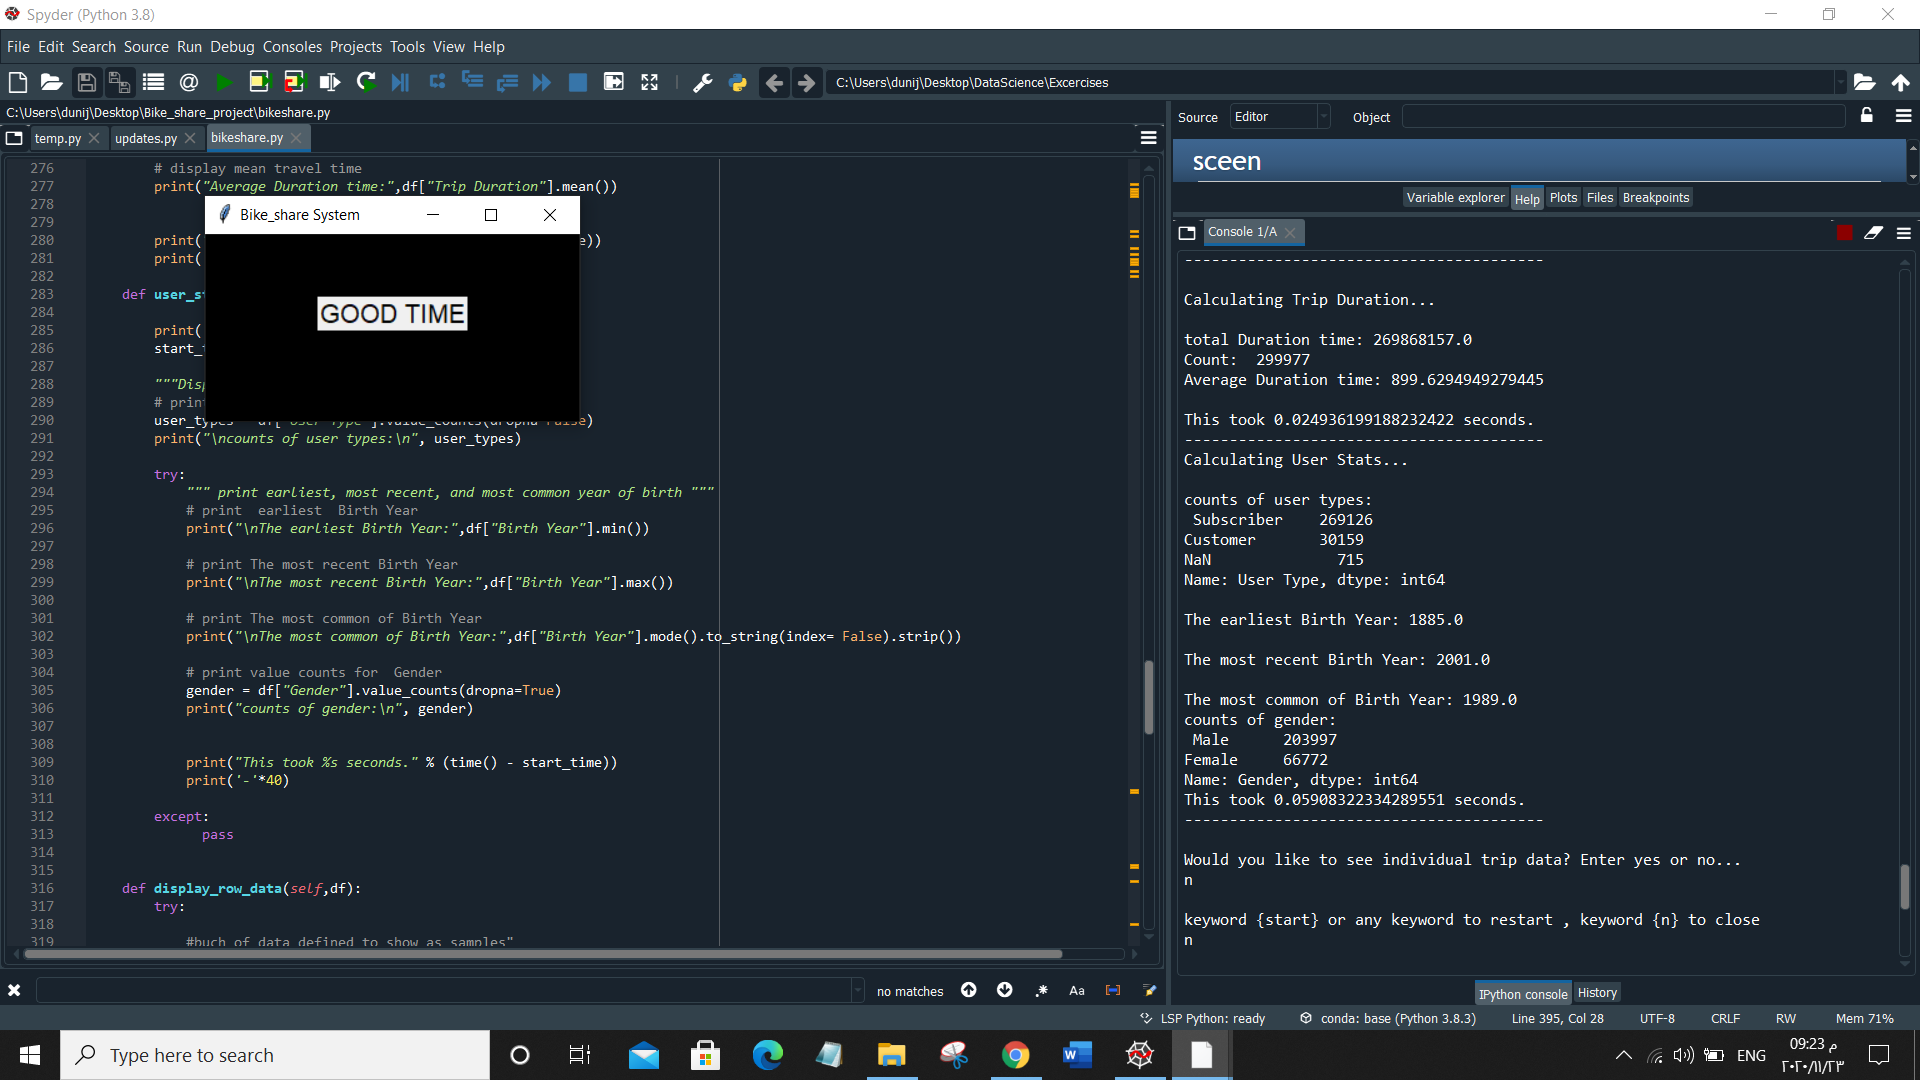 Spyder (Python 3.8)
File Edit Search Source Run Debug Consoles Projects Tools View Help
C:\Users\dunij\Desktop\DataScience\Excercises
C:\Users\dunij\Desktop\Bike_share_project\bikeshare.py
temp.py updates.py bikeshare.py
276 # display mean travel time
277 print("Average Duration time:",df["Trip Duration"].mean())
278
279
280 print( e))
281 print(
282
283 def user_st
284
285 print(
286 start_t
287
288 """Disp
289 # print
290 user_types = df["User Type"].value_counts(dropna=False)
291 print("\ncounts of user types:\n", user_types)
292
293 try:
294 """ print earliest, most recent, and most common year of birth """
295 # print  earliest  Birth Year
296 print("\nThe earliest Birth Year:",df["Birth Year"].min())
297
298 # print The most recent Birth Year
299 print("\nThe most recent Birth Year:",df["Birth Year"].max())
300
301 # print The most common of Birth Year
302 print("\nThe most common of Birth Year:",df["Birth Year"].mode().to_string(index= False).strip())
303
304 # print value counts for  Gender
305 gender = df["Gender"].value_counts(dropna=True)
306 print("counts of gender:\n", gender)
307
308
309 print("This took %s seconds." % (time() - start_time))
310 print('-'*40)
311
312 except:
313 pass
314
315
316 def display_row_data(self,df):
317 try:
318
319 #buch of data defined to show as samples"
Bike_share System
GOOD TIME
no matches
Aa
Source Editor Object
sceen
Variable explorer Help Plots Files Breakpoints
Console 1/A
----------------------------------------
Calculating Trip Duration...
total Duration time: 269868157.0
Count:  299977
Average Duration time: 899.6294949279445
This took 0.024936199188232422 seconds.
----------------------------------------
Calculating User Stats...
counts of user types:
Subscriber    269126
Customer       30159
NaN              715
Name: User Type, dtype: int64
The earliest Birth Year: 1885.0
The most recent Birth Year: 2001.0
The most common of Birth Year: 1989.0
counts of gender:
Male      203997
Female     66772
Name: Gender, dtype: int64
This took 0.05908322334289551 seconds.
----------------------------------------
Would you like to see individual trip data? Enter yes or no...
n
keyword {start} or any keyword to restart , keyword {n} to close
n
IPython console History
LSP Python: ready conda: base (Python 3.8.3) Line 395, Col 28 UTF-8 CRLF RW Mem 71%
Type here to search
ENG
09:23 م
٢٠٢٠/١١/٢٣